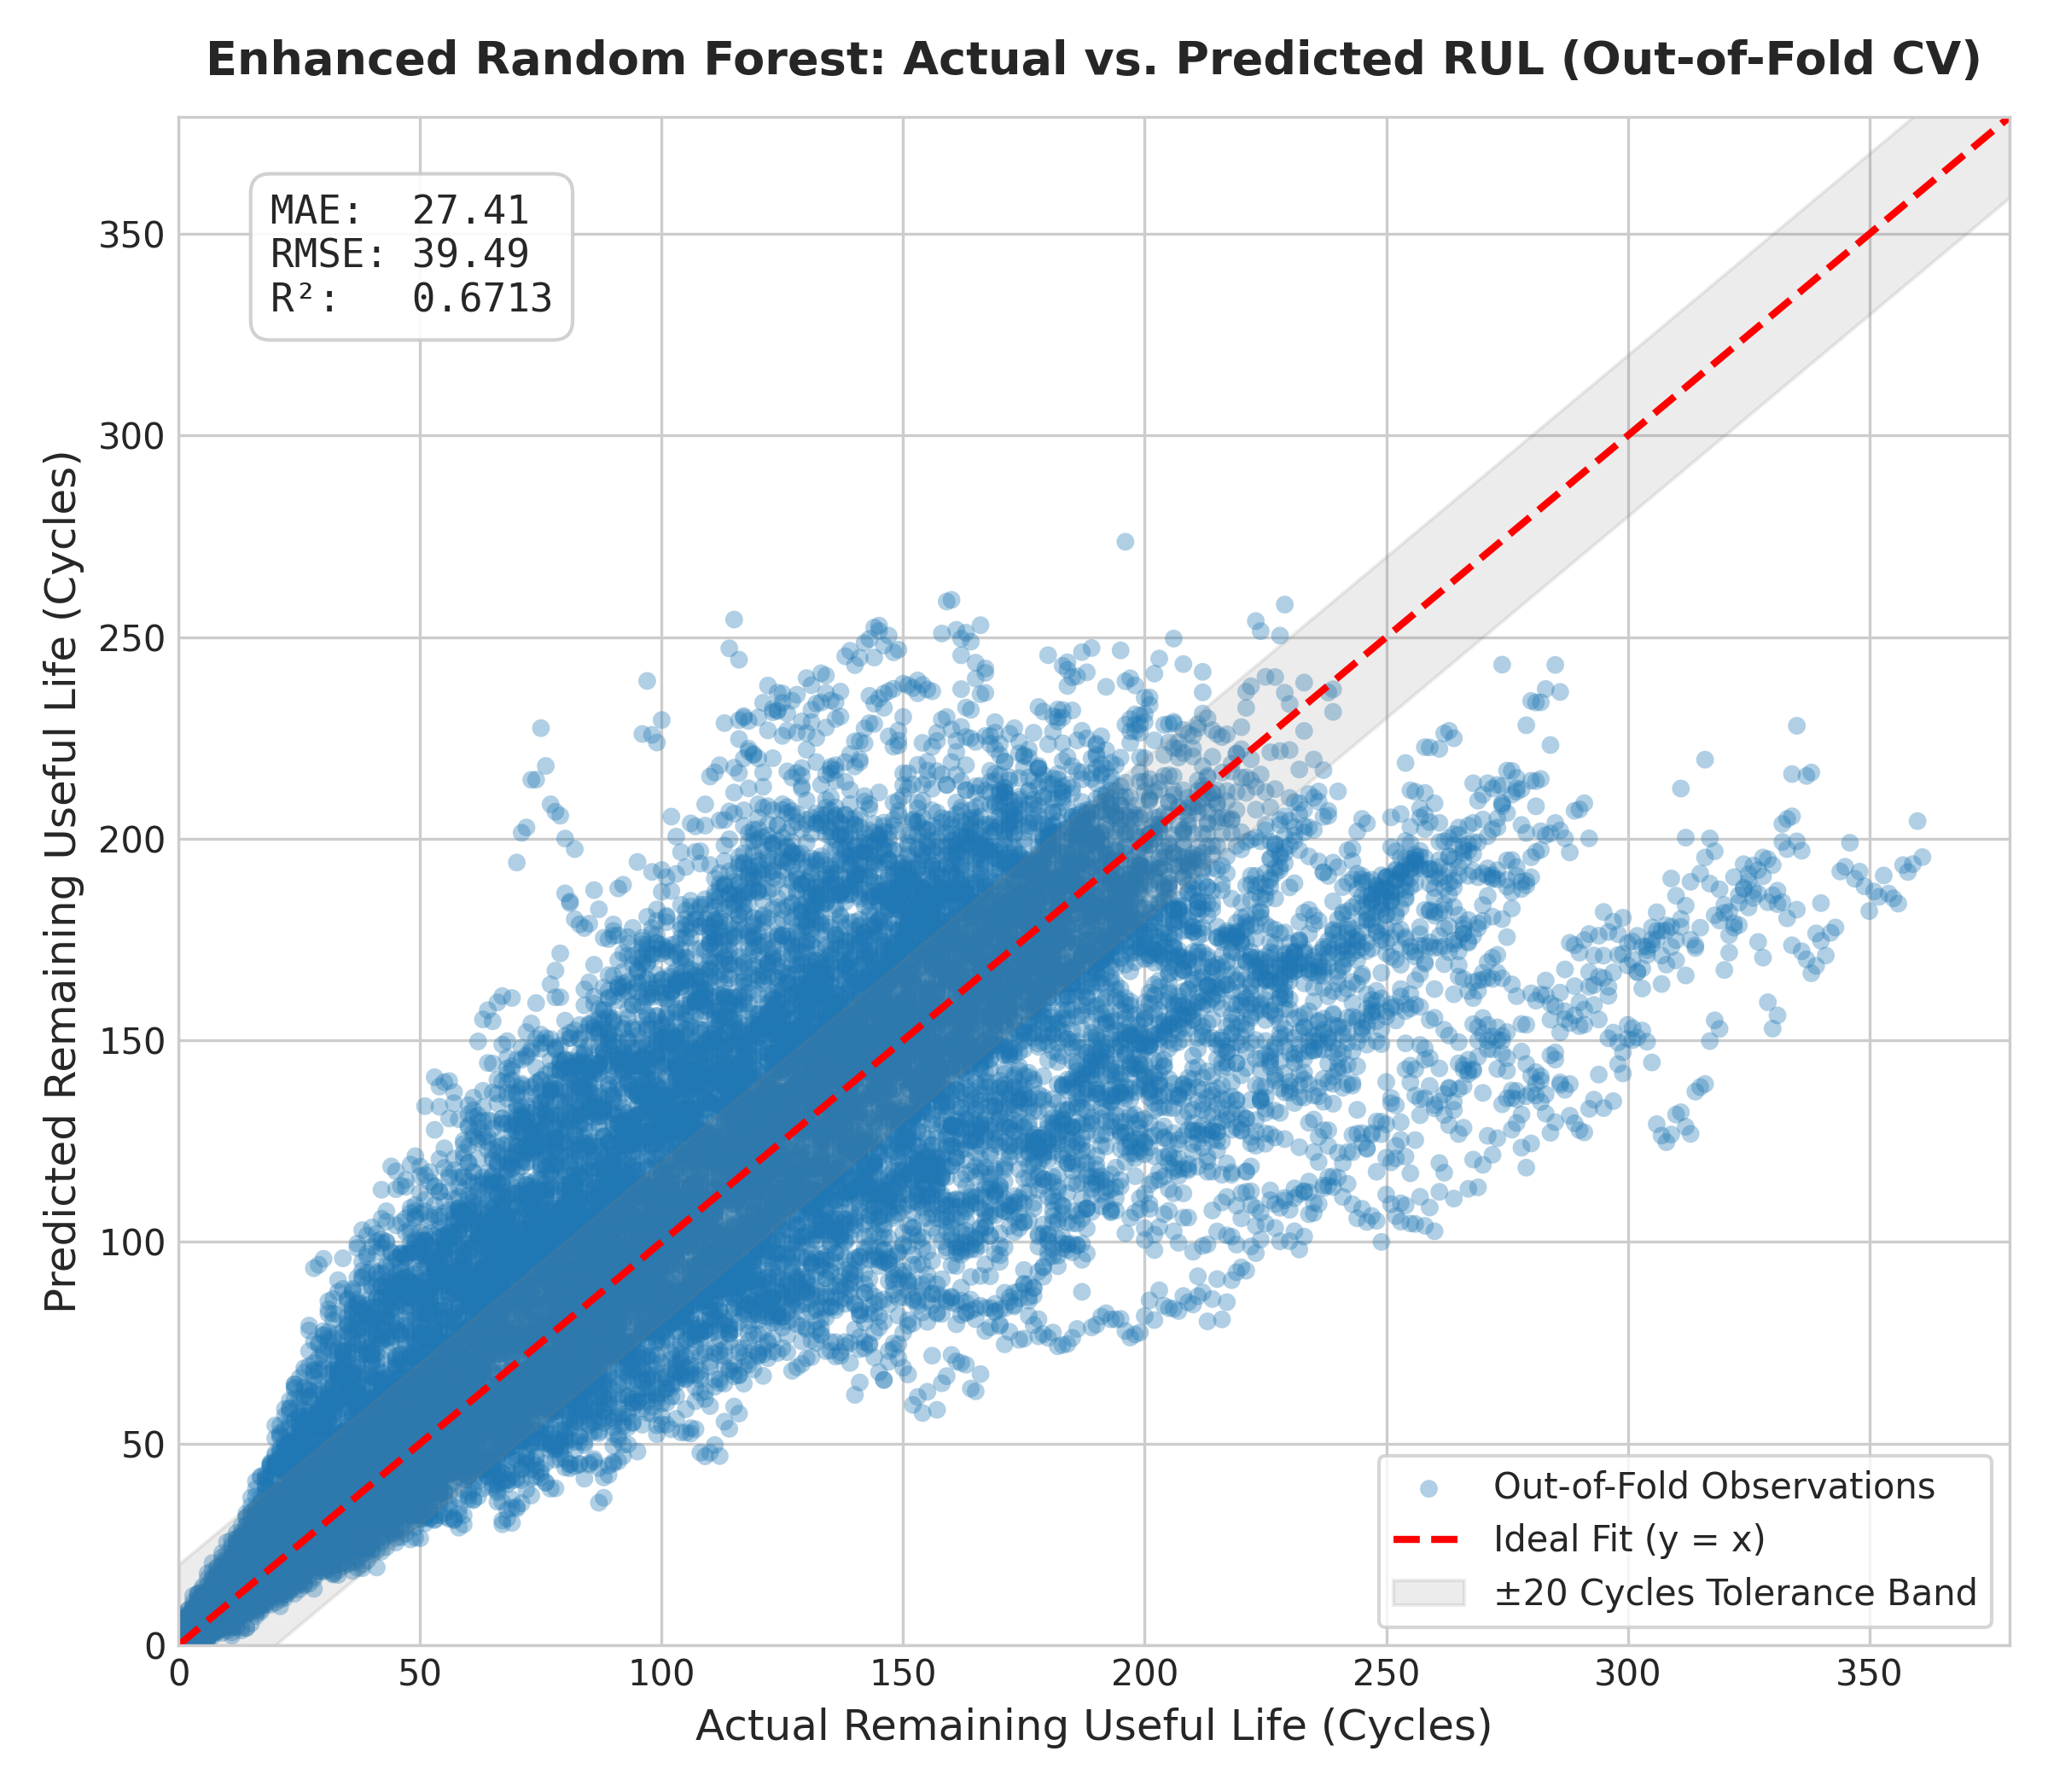 Enhanced Random Forest: Actual vs. Predicted RUL (Out-of-Fold CV)
MAE: 27.41
RMSE: 39.49
R²: 0.6713
Predicted Remaining Useful Life (Cycles)
350
300
250
200
150
100
50
0
0 50 100 150 200 250 300 350
Actual Remaining Useful Life (Cycles)
Out-of-Fold Observations
Ideal Fit (y = x)
±20 Cycles Tolerance Band